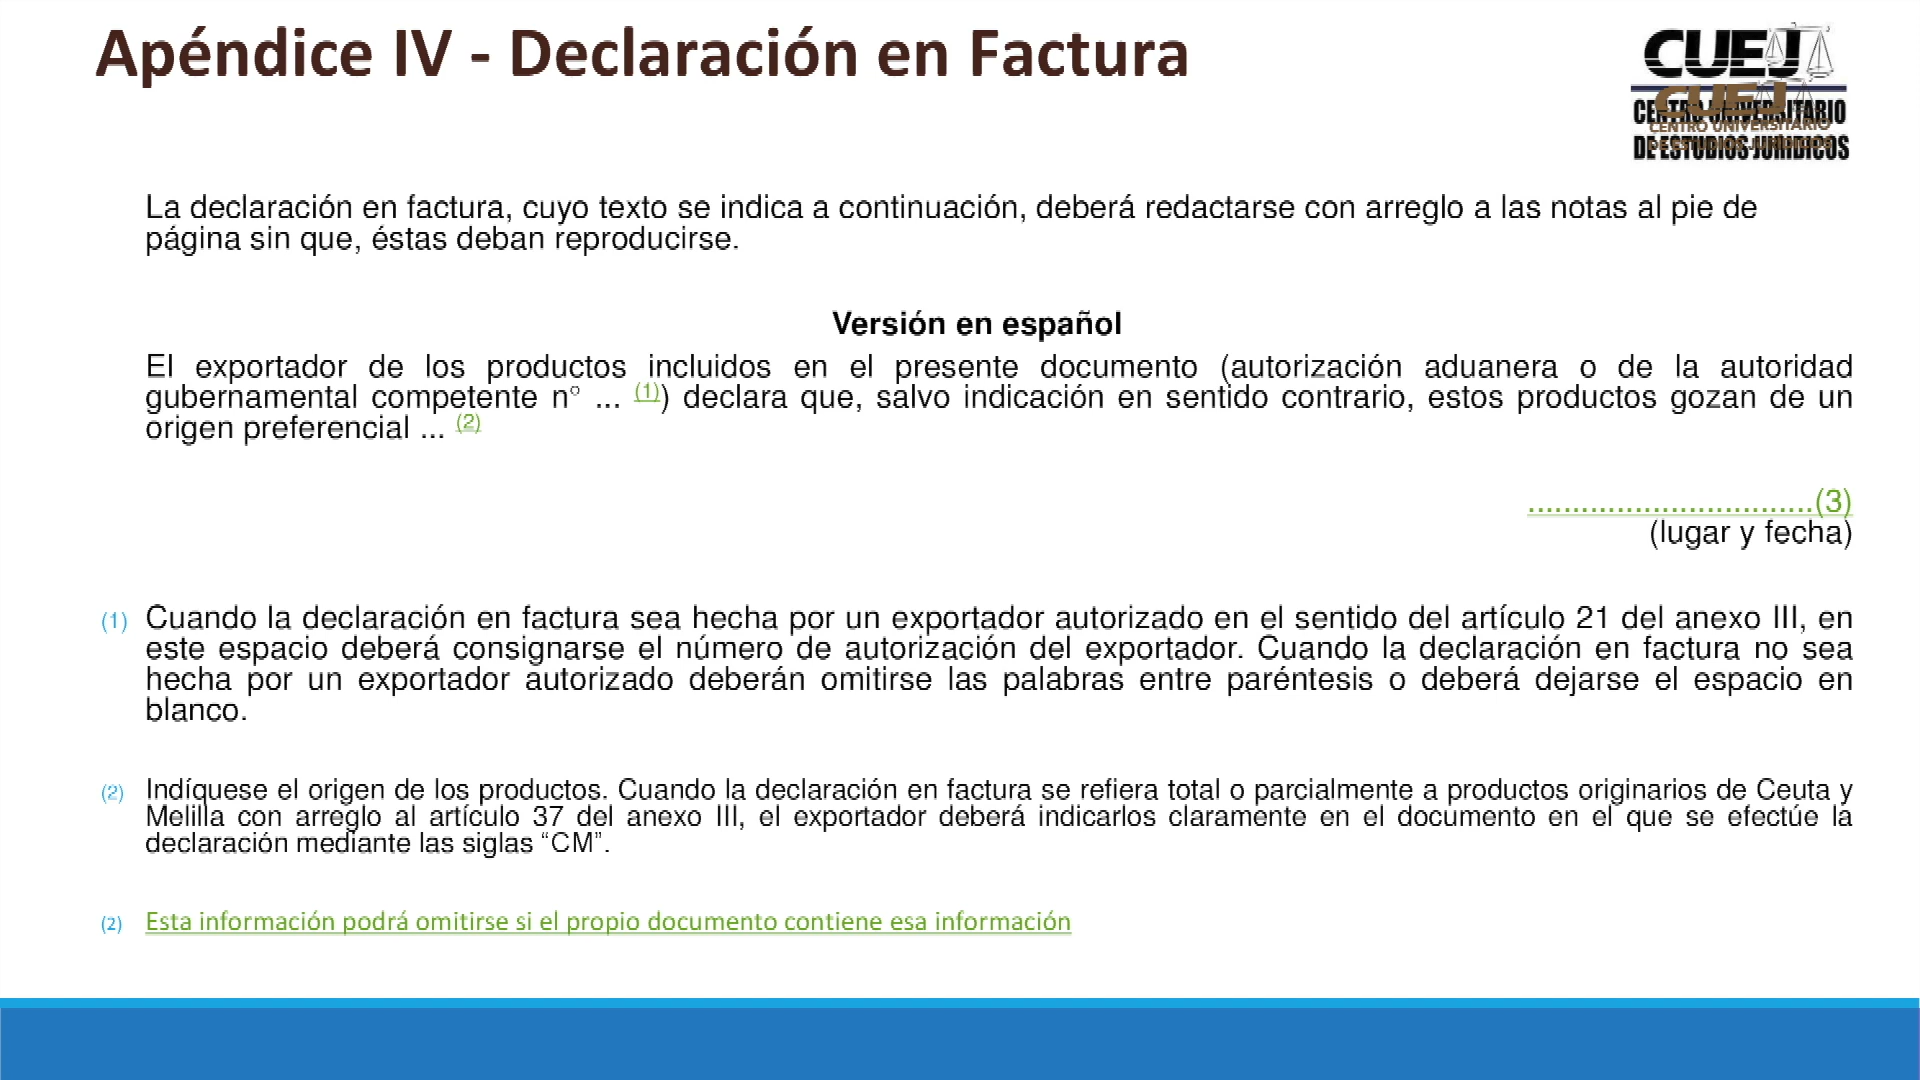 Apéndice IV - Declaración en Factura
CUEJ
CUEJ
CENTRO UNIVERSITARIO
CENTRO UNIVERSITARIO
DE ESTUDIOS JURIDICOS
DE ESTUDIOS JURÍDICOS
La declaración en factura, cuyo texto se indica a continuación, deberá redactarse con arreglo a las notas al pie de
página sin que, éstas deban reproducirse.
Versión en español
El exportador de los productos incluidos en el presente documento (autorización aduanera o de la autoridad
gubernamental competente n° ... (1)) declara que, salvo indicación en sentido contrario, estos productos gozan de un
origen preferencial ... (2)
................................(3)
(lugar y fecha)
(1) Cuando la declaración en factura sea hecha por un exportador autorizado en el sentido del artículo 21 del anexo III, en
este espacio deberá consignarse el número de autorización del exportador. Cuando la declaración en factura no sea
hecha por un exportador autorizado deberán omitirse las palabras entre paréntesis o deberá dejarse el espacio en
blanco.
(2) Indíquese el origen de los productos. Cuando la declaración en factura se refiera total o parcialmente a productos originarios de Ceuta y
Melilla con arreglo al artículo 37 del anexo III, el exportador deberá indicarlos claramente en el documento en el que se efectúe la
declaración mediante las siglas “CM”.
(2) Esta información podrá omitirse si el propio documento contiene esa información